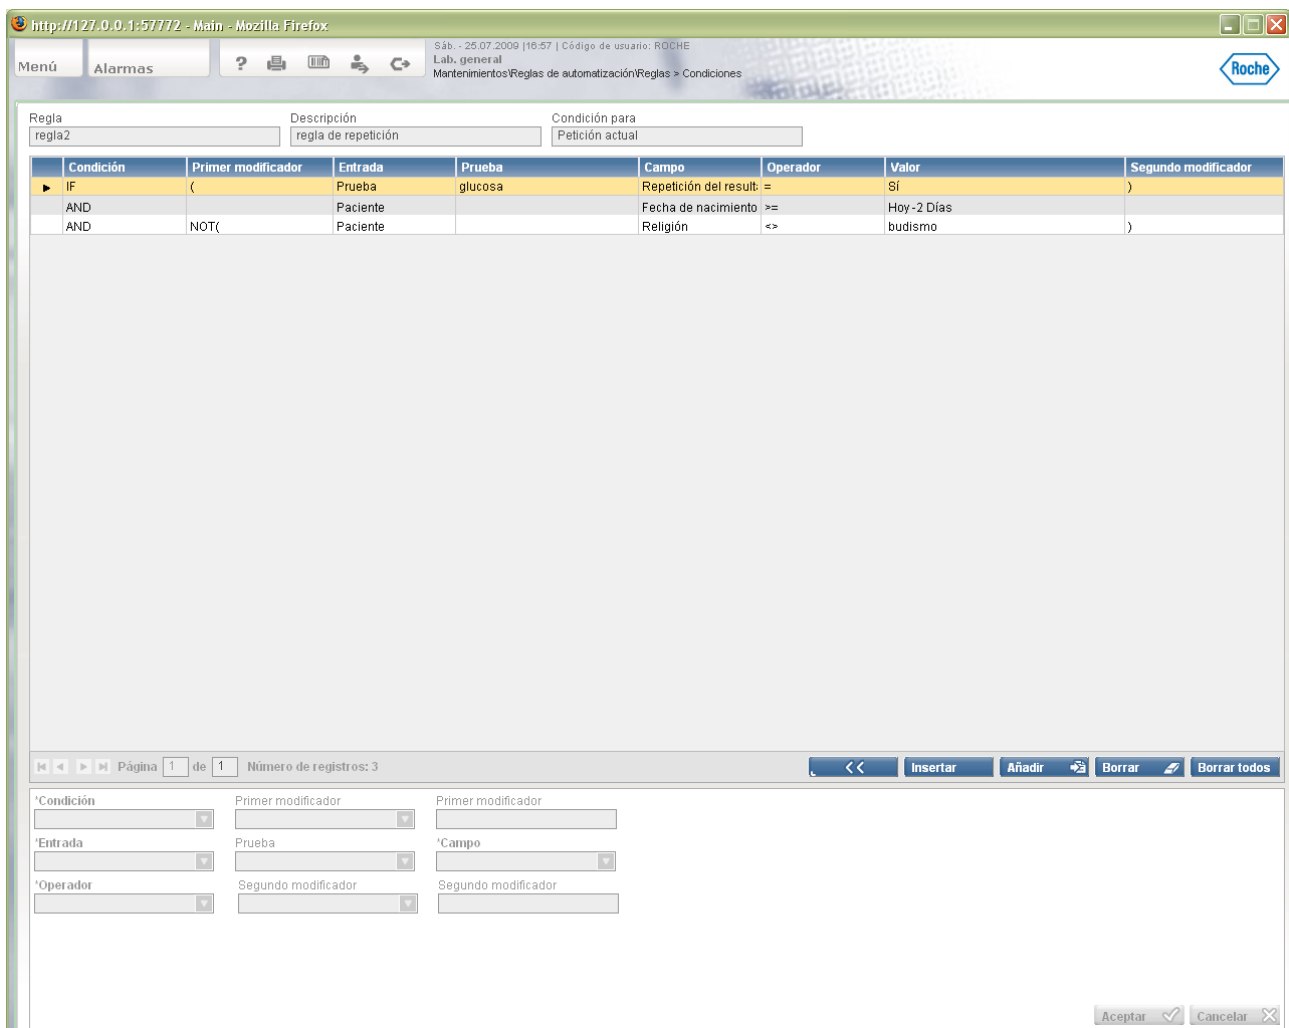 http://127.0.0.1:57772 - Main - Mozilla Firefox
Menú Alarmas ?
Sáb. - 25.07.2009 |16:57 | Código de usuario: ROCHE
Lab. general
Mantenimientos\Reglas de automatización\Reglas > Condiciones
Roche
Regla Descripción Condición para
regla2 regla de repetición Petición actual
Condición Primer modificador Entrada Prueba Campo Operador Valor Segundo modificador
IF ( Prueba glucosa Repetición del result = Sí )
AND Paciente Fecha de nacimiento >= Hoy -2 Días
AND NOT( Paciente Religión <> budismo )
Página 1 de 1 Número de registros: 3 << Insertar Añadir Borrar Borrar todos
*Condición Primer modificador Primer modificador
*Entrada Prueba *Campo
*Operador Segundo modificador Segundo modificador
Aceptar Cancelar